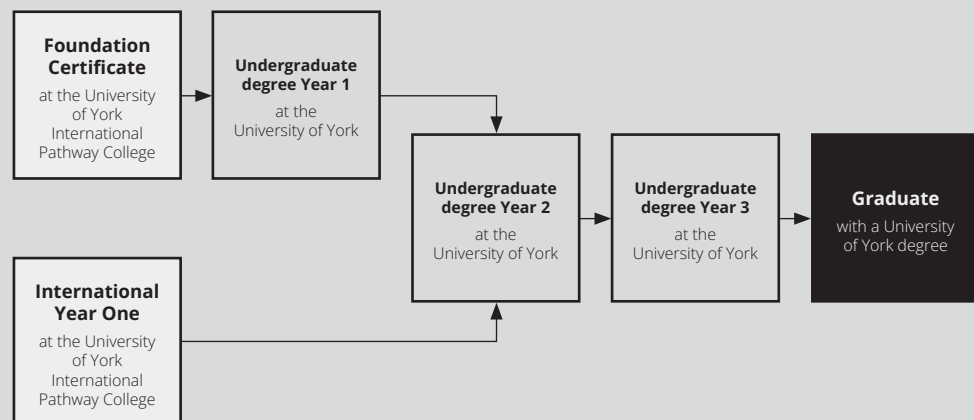 Foundation
Certificate
at the University
of York
International
Pathway College
Undergraduate
degree Year 1
at the
University of York
Undergraduate
degree Year 2
at the
University of York
Undergraduate
degree Year 3
at the
University of York
Graduate
with a University
of York degree
International
Year One
at the University
of York
International
Pathway College